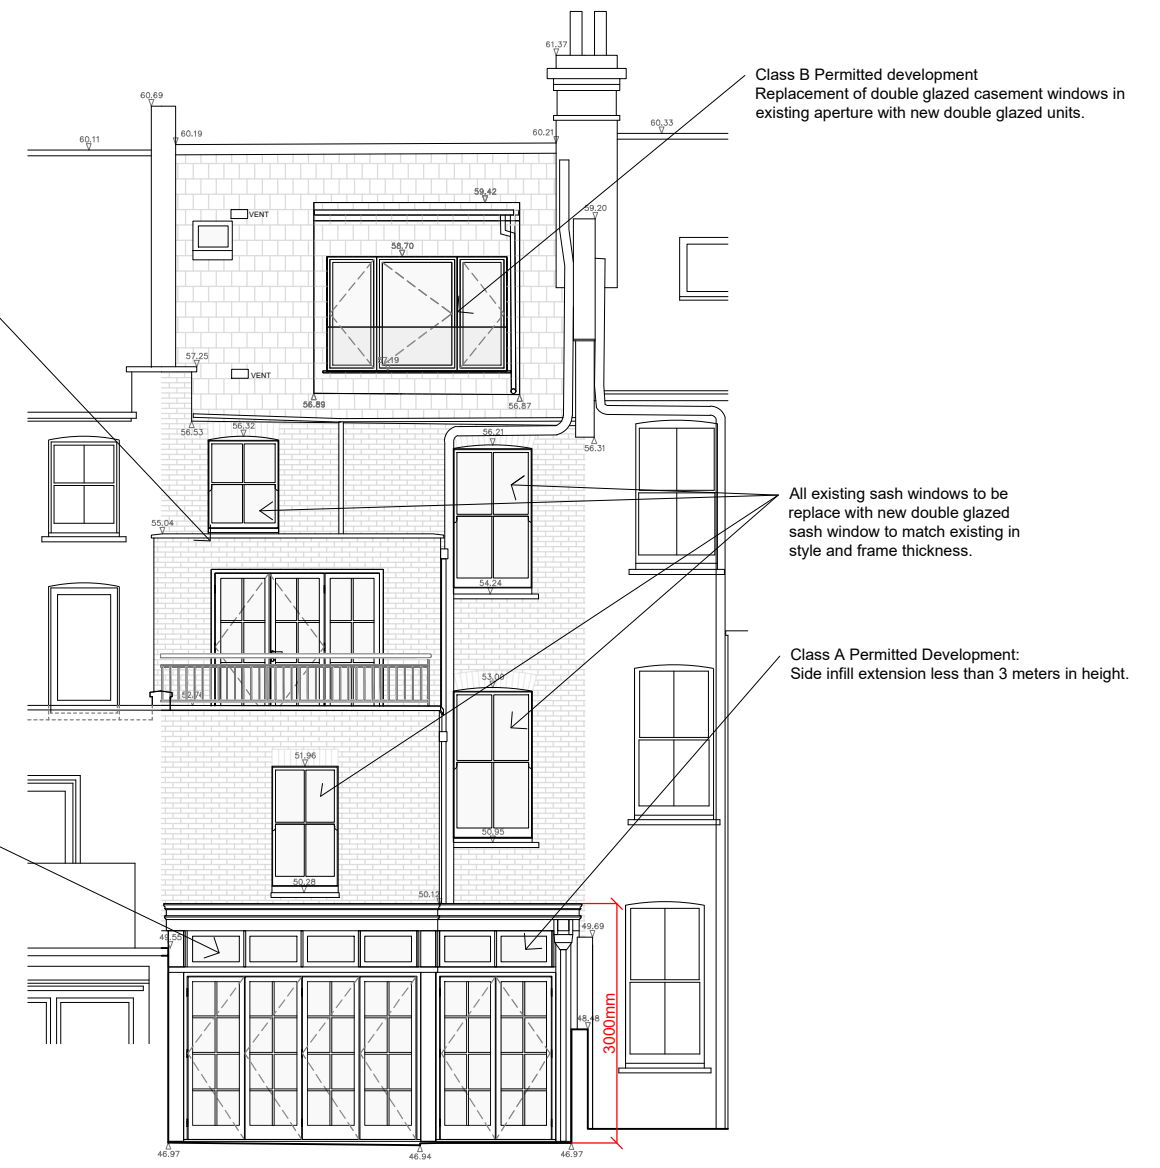 61.37
Class B Permitted development
Replacement of double glazed casement windows in
existing aperture with new double glazed units.
60.69
60.11
60.19
60.21
60.33
59.42
59.20
VENT
58.70
57.25
57.19
VENT
56.89
56.87
56.53
56.32
56.21
56.31
All existing sash windows to be
replace with new double glazed
sash window to match existing in
style and frame thickness.
55.04
54.24
Class A Permitted Development:
Side infill extension less than 3 meters in height.
53.00
51.96
50.95
50.28
50.12
49.55
49.69
48.48
3000mm
46.97
46.94
46.97